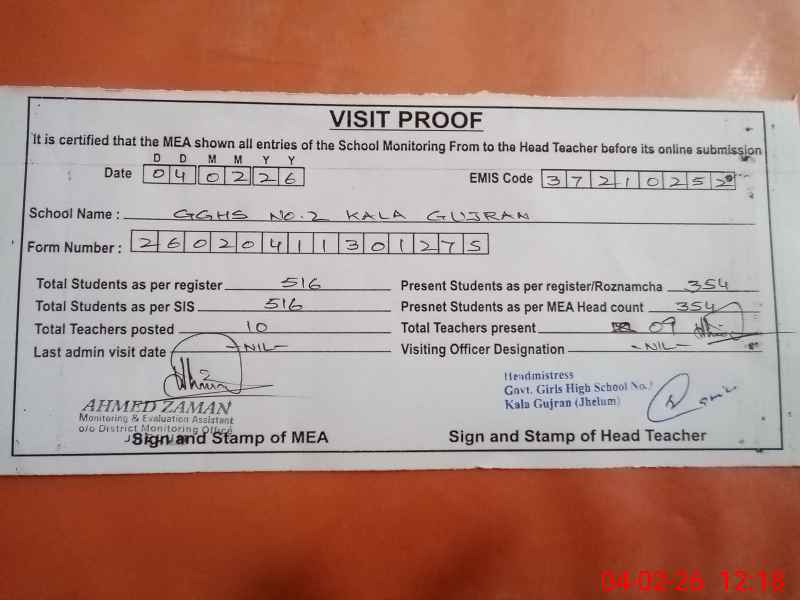 VISIT PROOF
It is certified that the MEA shown all entries of the School Monitoring From to the Head Teacher before its online submission
D D M M Y Y
Date 0 4 0 2 2 6 EMIS Code 3 7 2 1 0 2 5 2
School Name : GGHS NO.2 KALA GUJRAN
Form Number : 2 6 0 2 0 4 1 1 3 0 1 2 7 5
Total Students as per register 516 Present Students as per register/Roznamcha 354
Total Students as per SIS 516 Presnet Students as per MEA Head count 354
Total Teachers posted 10 Total Teachers present 09
Last admin visit date -NIL- Visiting Officer Designation -NIL-
AHMED ZAMAN
Monitoring & Evaluation Assistant
o/o District Monitoring Office
Headmistress
Govt. Girls High School No.
Kala Gujran (Jhelum)
Sign and Stamp of MEA Sign and Stamp of Head Teacher
04-02-26 12:18